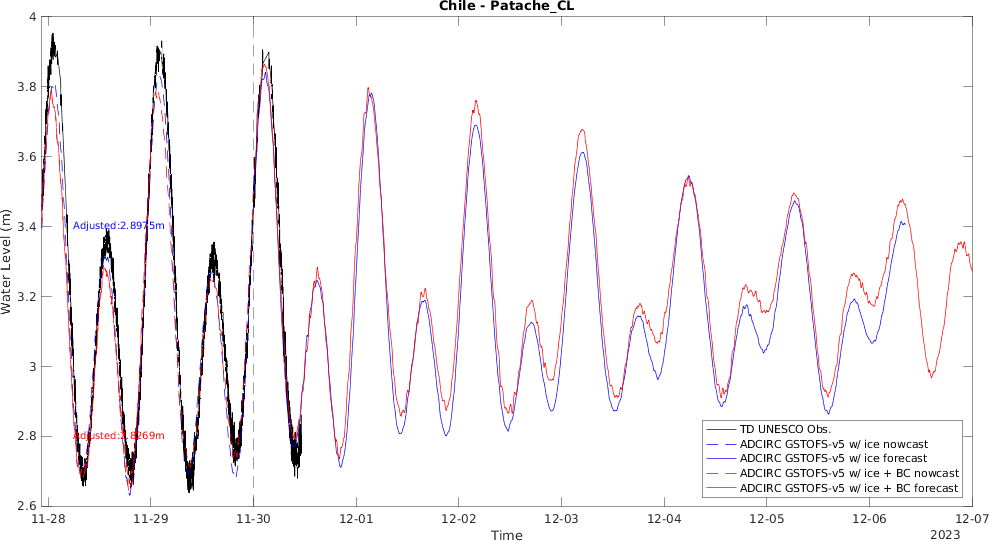 Chile - Patache_CL
Water Level (m)
4
3.8
3.6
3.4
3.2
3
2.8
2.6
Adjusted:2.8975m
Adjusted:2.8269m
TD UNESCO Obs.
ADCIRC GSTOFS-v5 w/ ice nowcast
ADCIRC GSTOFS-v5 w/ ice forecast
ADCIRC GSTOFS-v5 w/ ice + BC nowcast
ADCIRC GSTOFS-v5 w/ ice + BC forecast
11-28 11-29 11-30 12-01 12-02 12-03 12-04 12-05 12-06 12-07
Time
2023